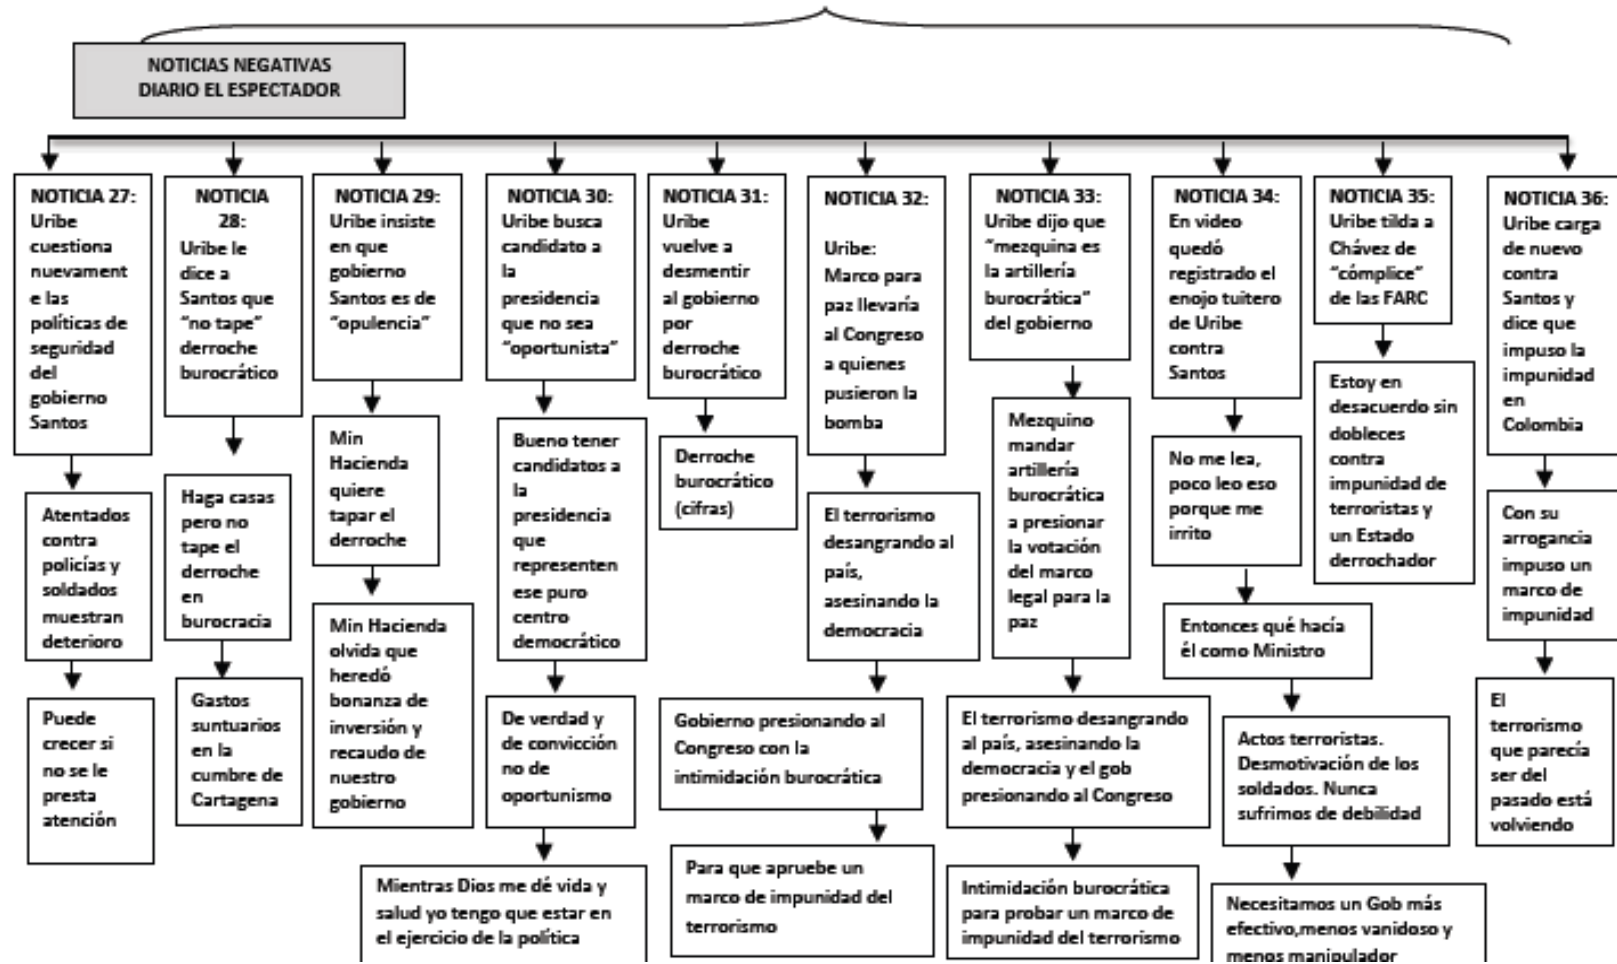 NOTICIAS NEGATIVAS
DIARIO EL ESPECTADOR
NOTICIA 27:
Uribe
cuestiona
nuevament
e las
políticas de
seguridad
del
gobierno
Santos
Atentados
contra
policías y
soldados
muestran
deterioro
Puede
crecer si
no se le
presta
atención
NOTICIA
28:
Uribe le
dice a
Santos que
"no tape"
derroche
burocrático
Haga casas
pero no
tape el
derroche
en
burocracia
Gastos
suntuarios
en la
cumbre de
Cartagena
NOTICIA 29:
Uribe insiste
en que
gobierno
Santos es de
"opulencia"
Min
Hacienda
quiere
tapar el
derroche
Min Hacienda
olvida que
heredó
bonanza de
inversión y
recaudo de
nuestro
gobierno
NOTICIA 30:
Uribe busca
candidato a
la
presidencia
que no sea
"oportunista"
Bueno tener
candidatos a
la
presidencia
que
representen
ese puro
centro
democrático
De verdad y
de convicción
no de
oportunismo
Mientras Dios me dé vida y
salud yo tengo que estar en
el ejercicio de la política
NOTICIA 31:
Uribe
vuelve a
desmentir
al gobierno
por
derroche
burocrático
Derroche
burocrático
(cifras)
NOTICIA 32:
Uribe:
Marco para
paz llevaría
al Congreso
a quienes
pusieron la
bomba
El terrorismo
desangrando al
país,
asesinando la
democracia
Gobierno presionando al
Congreso con la
intimidación burocrática
Para que apruebe un
marco de impunidad del
terrorismo
NOTICIA 33:
Uribe dijo que
"mezquina es
la artillería
burocrática"
del gobierno
Mezquino
mandar
artillería
burocrática
a presionar
la votación
del marco
legal para la
paz
El terrorismo desangrando
al país, asesinando la
democracia y el gob
presionando al Congreso
Intimidación burocrática
para probar un marco de
impunidad del terrorismo
NOTICIA 34:
En video
quedó
registrado el
enojo tuitero
de Uribe
contra
Santos
No me lea,
poco leo eso
porque me
irrito
Entonces qué hacía
él como Ministro
Actos terroristas.
Desmotivación de los
soldados. Nunca
sufrimos de debilidad
Necesitamos un Gob más
efectivo,menos vanidoso y
menos manipulador
NOTICIA 35:
Uribe tilda a
Chávez de
"cómplice"
de las FARC
Estoy en
desacuerdo sin
dobleces
contra
impunidad de
terroristas y
un Estado
derrochador
NOTICIA 36:
Uribe carga
de nuevo
contra
Santos y
dice que
impuso la
impunidad
en
Colombia
Con su
arrogancia
impuso un
marco de
impunidad
El
terrorismo
que parecía
ser del
pasado está
volviendo